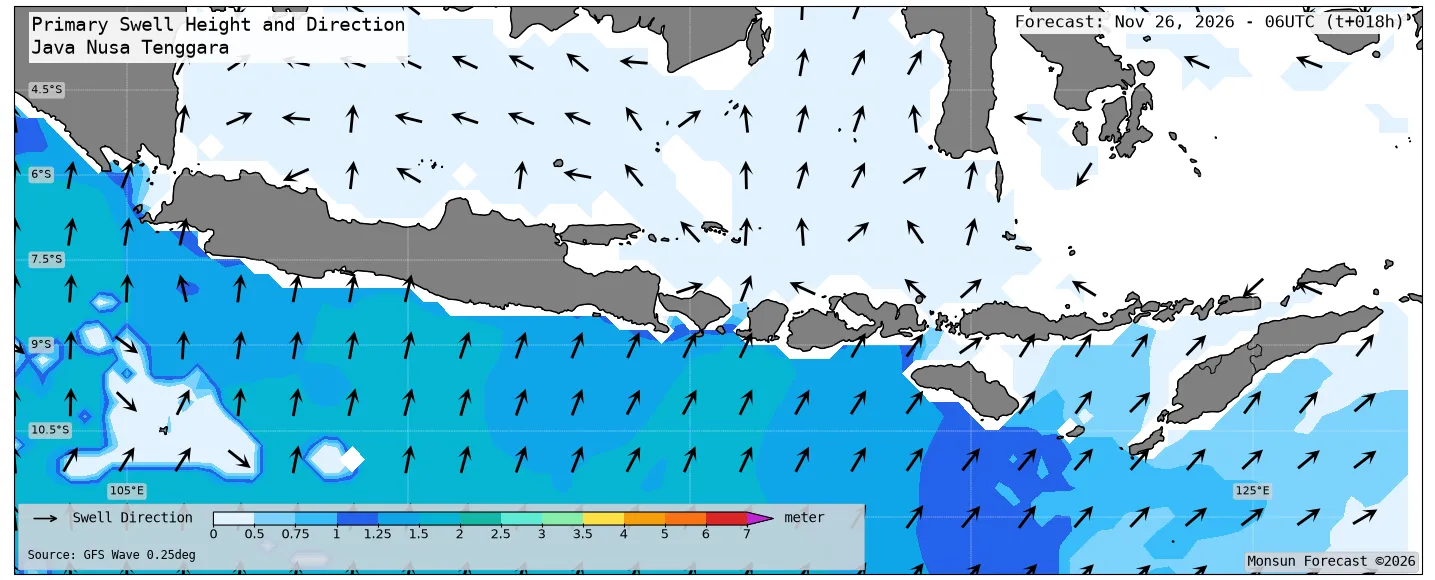 Primary Swell Height and Direction
Java Nusa Tenggara
Forecast: Nov 26, 2026 - 06UTC (t+018h)
4.5°S
6°S
7.5°S
9°S
10.5°S
105°E
125°E
Swell Direction
0 0.5 0.75 1 1.25 1.5 2 2.5 3 3.5 4 5 6 7
meter
Source: GFS Wave 0.25deg
Monsun Forecast ©2026